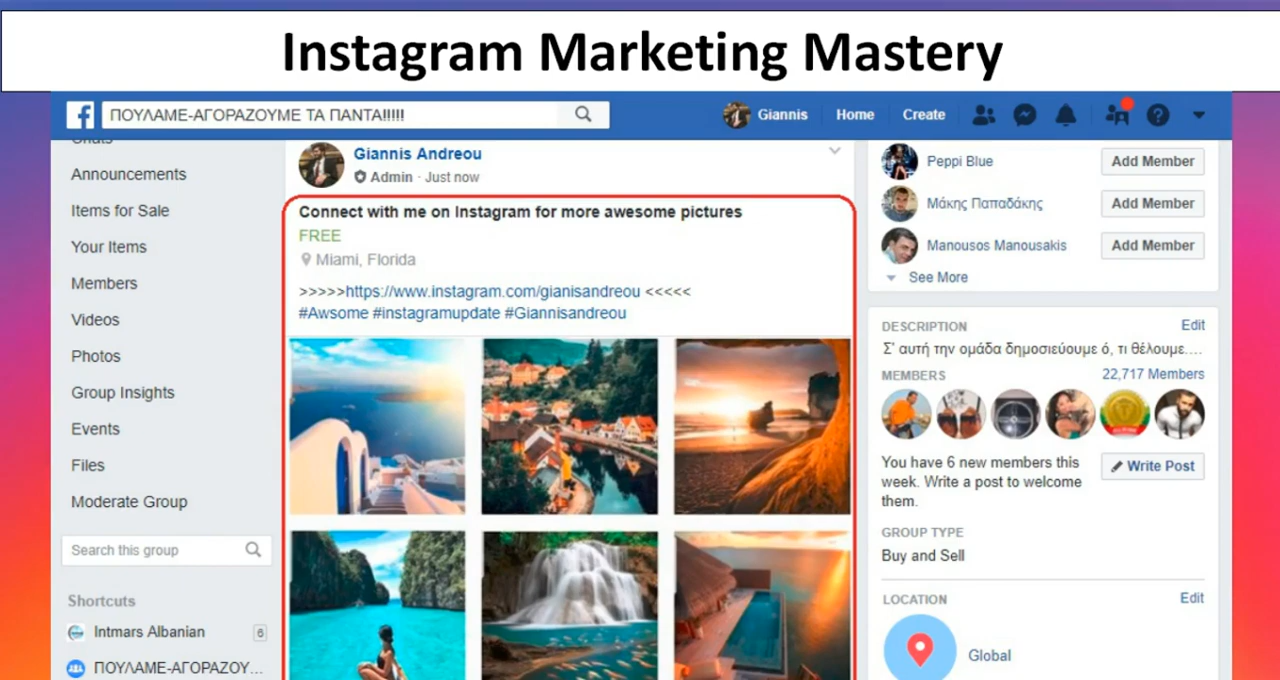 Instagram Marketing Mastery
ΠΟΥΛΑΜΕ-ΑΓΟΡΑΖΟΥΜΕ ΤΑ ΠΑΝΤΑ!!!!!
Giannis
Home
Create
Chats
Announcements
Items for Sale
Your Items
Members
Videos
Photos
Group Insights
Events
Files
Moderate Group
Search this group
Shortcuts
Intmars Albanian 6
ΠΟΥΛΑΜΕ-ΑΓΟΡΑΖΟΥ...
Giannis Andreou
Admin · Just now
Connect with me on Instagram for more awesome pictures
FREE
Miami, Florida
>>>>>https://www.instagram.com/gianisandreou <<<<<
#Awsome #instagramupdate #Giannisandreou
Peppi Blue Add Member
Μάκης Παπαδάκης Add Member
Manousos Manousakis Add Member
See More
DESCRIPTION Edit
Σ' αυτή την ομάδα δημοσιεύουμε ό, τι θέλουμε....
MEMBERS 22,717 Members
You have 6 new members this
week. Write a post to welcome
them.
Write Post
GROUP TYPE
Buy and Sell
LOCATION Edit
Global